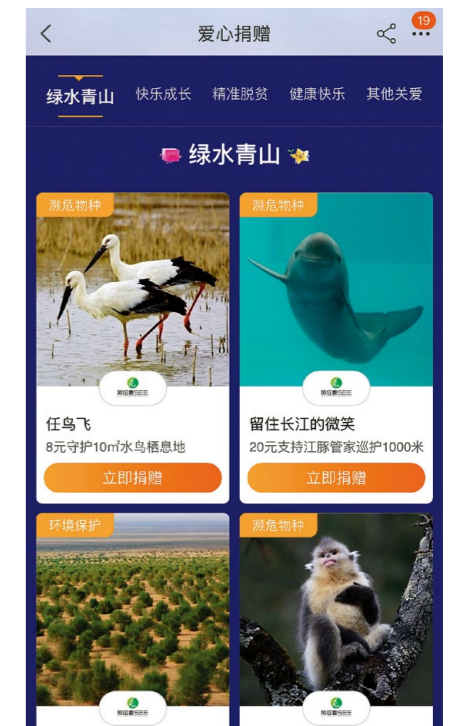 爱心捐赠
19
绿水青山 快乐成长 精准脱贫 健康快乐 其他关爱
绿水青山
濒危物种
濒危物种
SEE
SEE
任鸟飞
留住长江的微笑
8元守护10㎡水鸟栖息地
20元支持江豚管家巡护1000米
立即捐赠
立即捐赠
环境保护
濒危物种
SEE
SEE